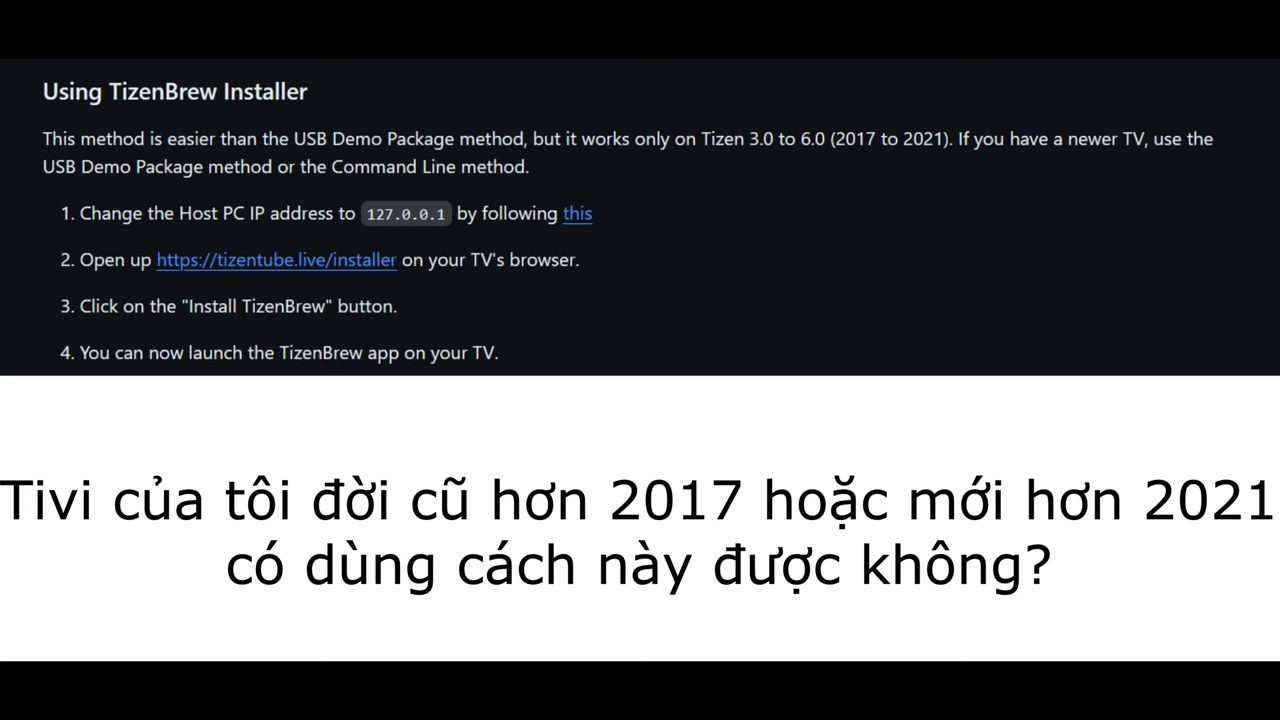 Using TizenBrew Installer
This method is easier than the USB Demo Package method, but it works only on Tizen 3.0 to 6.0 (2017 to 2021). If you have a newer TV, use the
USB Demo Package method or the Command Line method.
1. Change the Host PC IP address to 127.0.0.1 by following this
2. Open up https://tizentube.live/installer on your TV's browser.
3. Click on the "Install TizenBrew" button.
4. You can now launch the TizenBrew app on your TV.
Tivi của tôi đời cũ hơn 2017 hoặc mới hơn 2021
có dùng cách này được không?